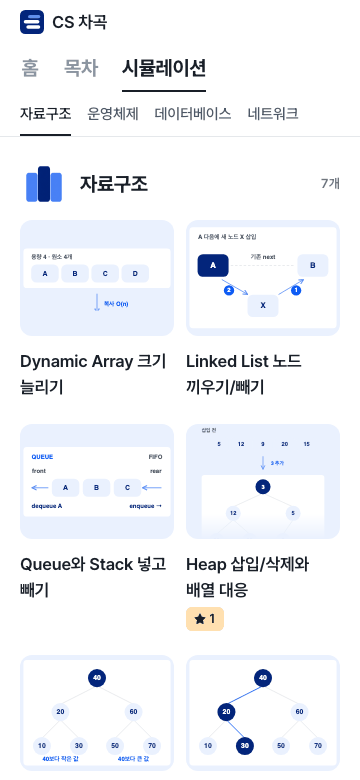 CS 차곡
홈 목차 시뮬레이션
자료구조 운영체제 데이터베이스 네트워크
자료구조 7개
용량 4 · 원소 4개
A B C D
복사 O(n)
A 다음에 새 노드 X 삽입
기존 next
A B
2 1
X
Dynamic Array 크기
늘리기
Linked List 노드
끼우기/빼기
QUEUE FIFO
front rear
A B C
dequeue A enqueue →
삽입 전
5 12 9 20 15
3 추가
3
12 5
Queue와 Stack 넣고
빼기
Heap 삽입/삭제와
배열 대응
★ 1
40
20 60
10 30 50 70
40보다 작은 값 40보다 큰 값
40
20 60
10 30 50 70